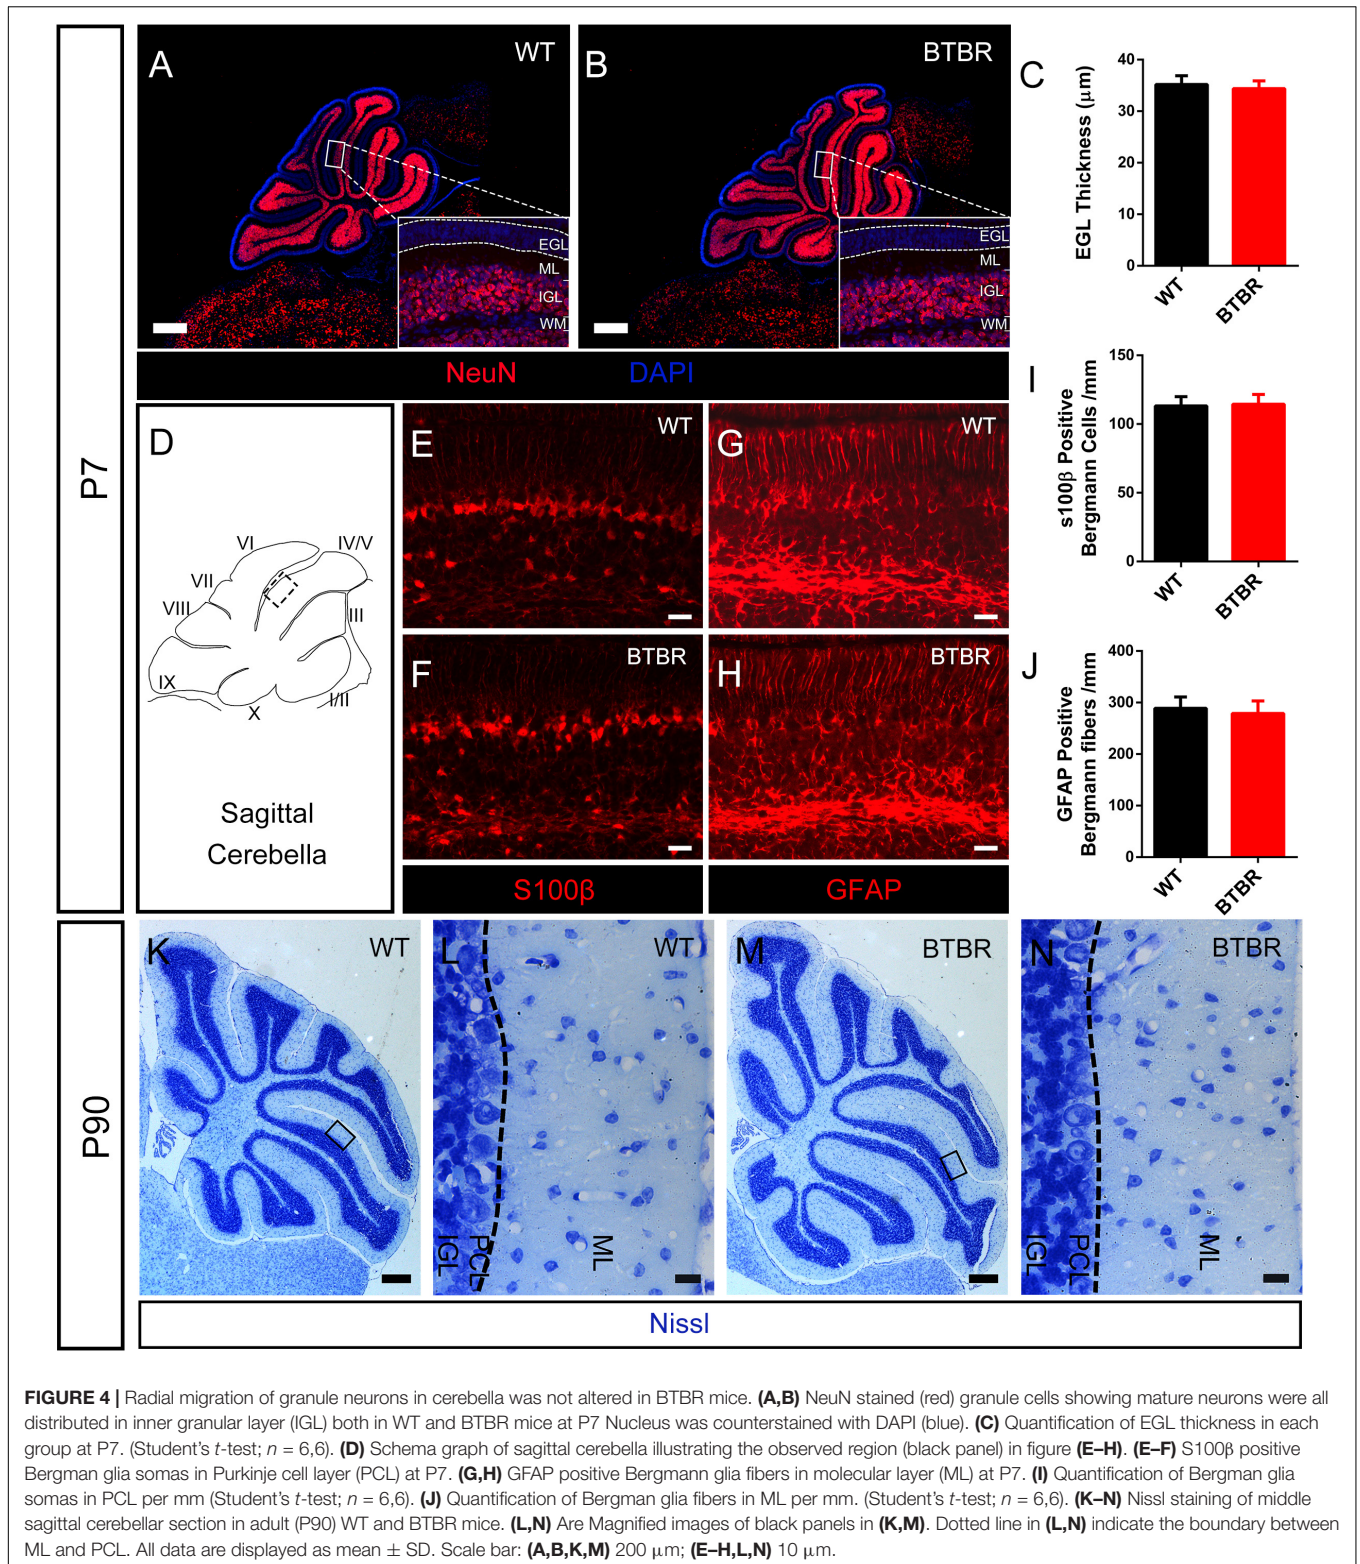 P7
A
WT
EGL
ML
IGL
WM
B
BTBR
EGL
ML
IGL
WM
NeuN DAPI
C
EGL Thickness (μm)
40
30
20
10
0
WT
BTBR
D
VI
IV/V
VII
VIII
III
IX
X
I/II
Sagittal
Cerebella
E
WT
G
WT
F
BTBR
H
BTBR
S100β
GFAP
I
s100β Positive
Bergmann Cells /mm
150
100
50
0
WT
BTBR
J
GFAP Positive
Bergmann fibers /mm
400
300
200
100
0
WT
BTBR
P90
K
WT
L
WT
IGL
PCL
ML
M
BTBR
N
BTBR
IGL
PCL
ML
Nissl
FIGURE 4 | Radial migration of granule neurons in cerebella was not altered in BTBR mice. (A,B) NeuN stained (red) granule cells showing mature neurons were all
distributed in inner granular layer (IGL) both in WT and BTBR mice at P7 Nucleus was counterstained with DAPI (blue). (C) Quantification of EGL thickness in each
group at P7. (Student's t-test; n = 6,6). (D) Schema graph of sagittal cerebella illustrating the observed region (black panel) in figure (E–H). (E–F) S100β positive
Bergman glia somas in Purkinje cell layer (PCL) at P7. (G,H) GFAP positive Bergmann glia fibers in molecular layer (ML) at P7. (I) Quantification of Bergman glia
somas in PCL per mm (Student's t-test; n = 6,6). (J) Quantification of Bergman glia fibers in ML per mm. (Student's t-test; n = 6,6). (K–N) Nissl staining of middle
sagittal cerebellar section in adult (P90) WT and BTBR mice. (L,N) Are Magnified images of black panels in (K,M). Dotted line in (L,N) indicate the boundary between
ML and PCL. All data are displayed as mean ± SD. Scale bar: (A,B,K,M) 200 μm; (E–H,L,N) 10 μm.